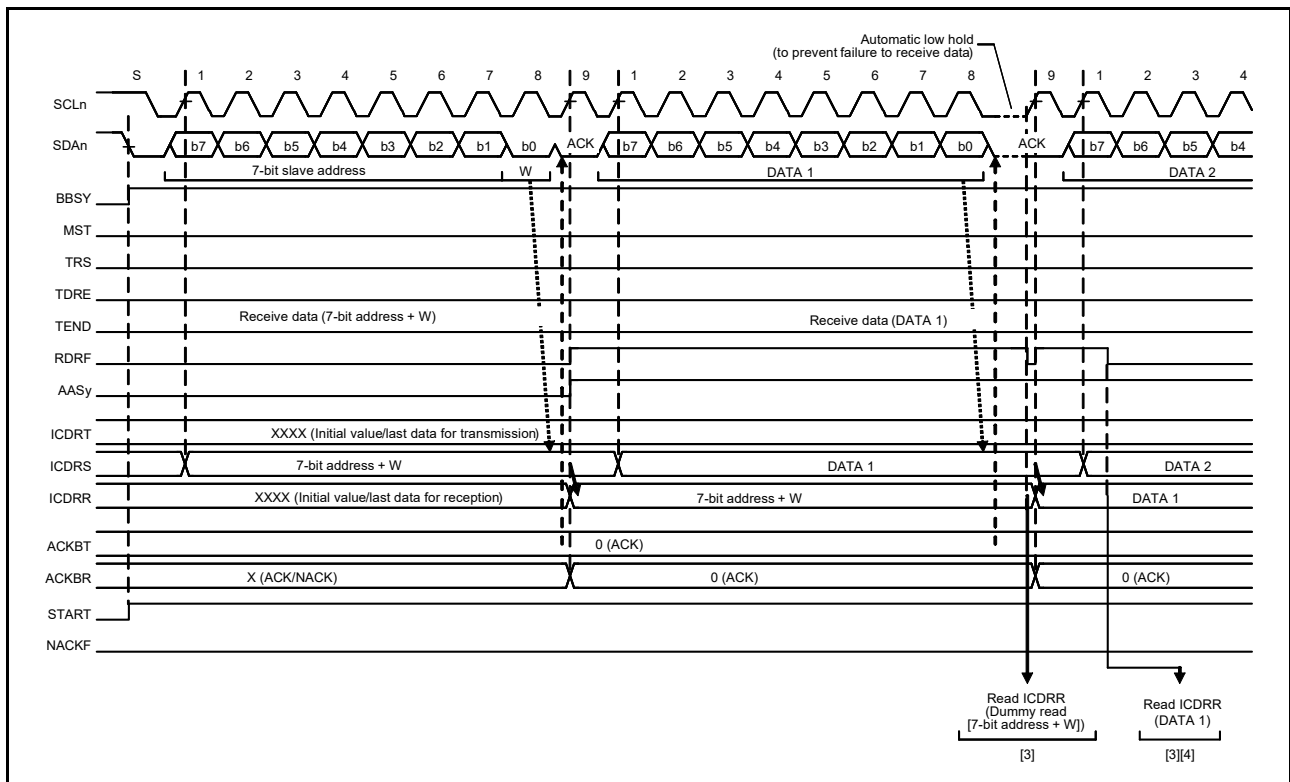 Automatic low hold
(to prevent failure to receive data)
S 1 2 3 4 5 6 7 8 9 1 2 3 4 5 6 7 8 9 1 2 3 4
SCLn
SDAn b7 b6 b5 b4 b3 b2 b1 b0 ACK b7 b6 b5 b4 b3 b2 b1 b0 ACK b7 b6 b5 b4
7-bit slave address W DATA 1 DATA 2
BBSY
MST
TRS
TDRE
Receive data (7-bit address + W) Receive data (DATA 1)
TEND
RDRF
AASy
ICDRT XXXX (Initial value/last data for transmission)
ICDRS 7-bit address + W DATA 1 DATA 2
ICDRR XXXX (Initial value/last data for reception) 7-bit address + W DATA 1
ACKBT 0 (ACK)
ACKBR X (ACK/NACK) 0 (ACK) 0 (ACK)
START
NACKF
Read ICDRR
(Dummy read
[7-bit address + W])
[3]
Read ICDRR
(DATA 1)
[3][4]